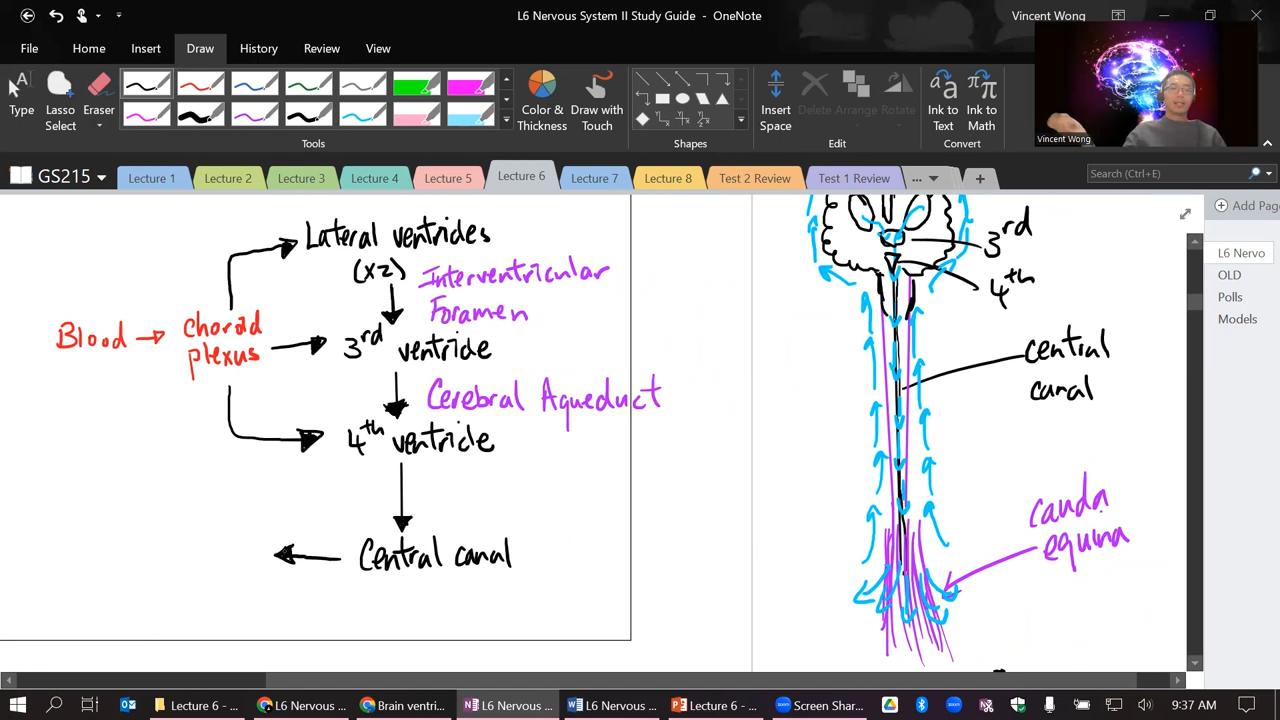 L6 Nervous System II Study Guide - OneNote
Vincent Wong
File
Home
Insert
Draw
History
Review
View
Type
Lasso
Select
Eraser
Color &
Thickness
Draw with
Touch
Insert
Space
Delete
Arrange
Rotate
Ink to
Text
Ink to
Math
Tools
Shapes
Edit
Convert
Vincent Wong
GS215
Lecture 1
Lecture 2
Lecture 3
Lecture 4
Lecture 5
Lecture 6
Lecture 7
Lecture 8
Test 2 Review
Test 1 Review
...
Search (Ctrl+E)
Add Pag
L6 Nervo
OLD
Polls
Models
Lateral ventricles
(x2)
Interventricular
Foramen
Blood → choroid
plexus
3rd ventricle
Cerebral Aqueduct
4th ventricle
Central canal
3rd
4th
central
canal
cauda
equina
Lecture 6 -
L6 Nervous
Brain ventri
L6 Nervous
L6 Nervous
Lecture 6 -
Screen Shar
9:37 AM